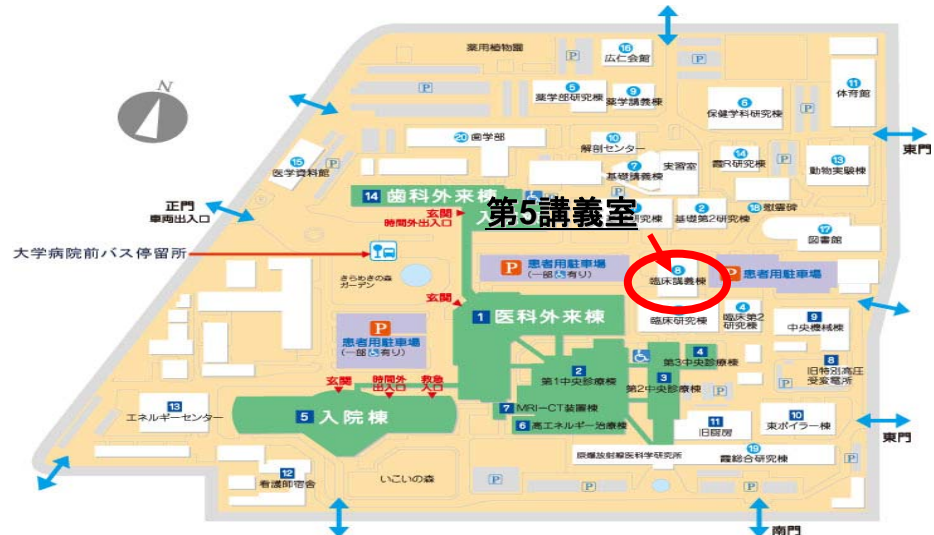 薬用植物園
P
16
広仁会館
P
11
体育館
P
5
薬学部研究棟
9
薬学講義棟
6
保健学科研究棟
P
N
20 歯学部
10
解剖センター
東門
15
医学資料館
P
7
基礎講義棟
実習室
14
霞R研究棟
P
13
動物実験棟
正門
車両出入口
14 歯科外来棟
玄関
時間外出入口
入
第5講義室
研究棟
2
基礎第2研究棟
18 慰霊碑
17
図書館
大学病院前バス停留所
きらめきの森
ガーデン
P 患者用駐車場
(一部 有り)
8
臨床講義棟
P 患者用駐車場
玄関
1 医科外来棟
臨床研究棟
4
臨床第2
研究棟
9
中央機械棟
P
患者用駐車場
(一部 有り)
2
第1中央診療棟
4
第3中央診療棟
3
第2中央診療棟
8
旧特別高圧
受変電所
玄関
時間外
出入口
救急
入口
P
13
エネルギーセンター
5 入院棟
7 MRI-CT装置棟
6 高エネルギー治療棟
11
旧厨房
10
東ボイラー棟
東門
原爆放射線医科学研究所
19
霞総合研究棟
P
12
看護師宿舎
いこいの森
P
P
P
P
南門